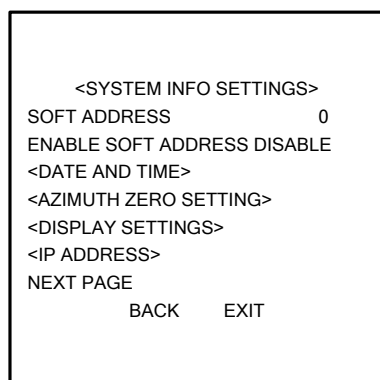 <SYSTEM INFO SETTINGS>
SOFT ADDRESS 0
ENABLE SOFT ADDRESS DISABLE
<DATE AND TIME>
<AZIMUTH ZERO SETTING>
<DISPLAY SETTINGS>
<IP ADDRESS>
NEXT PAGE
BACK EXIT